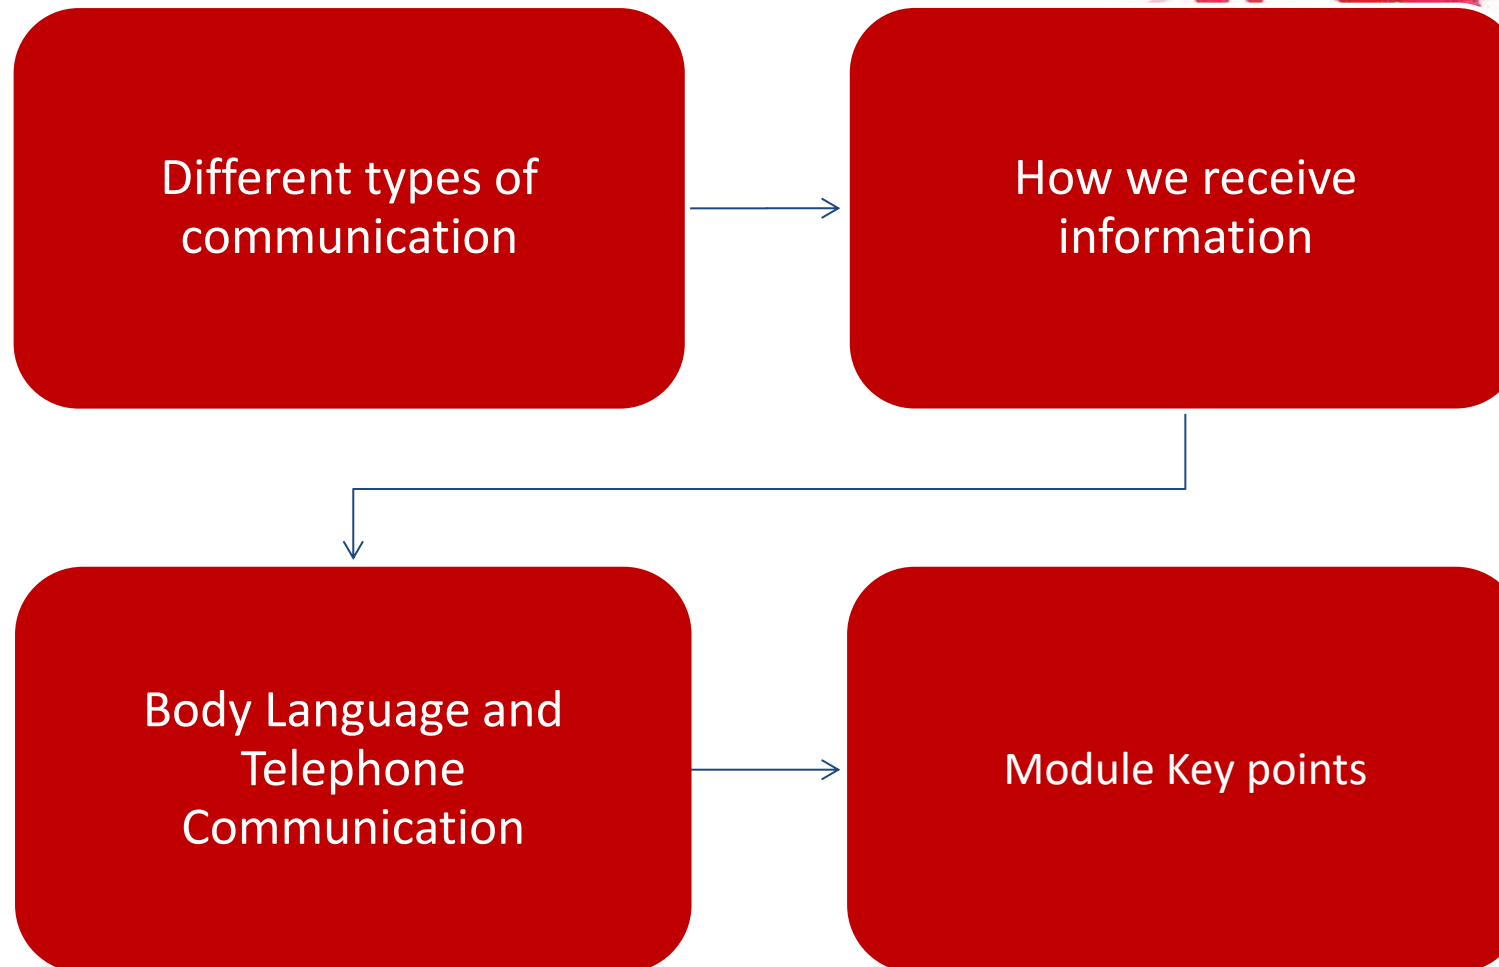 Different types of
communication
How we receive
information
Body Language and
Telephone
Communication
Module Key points